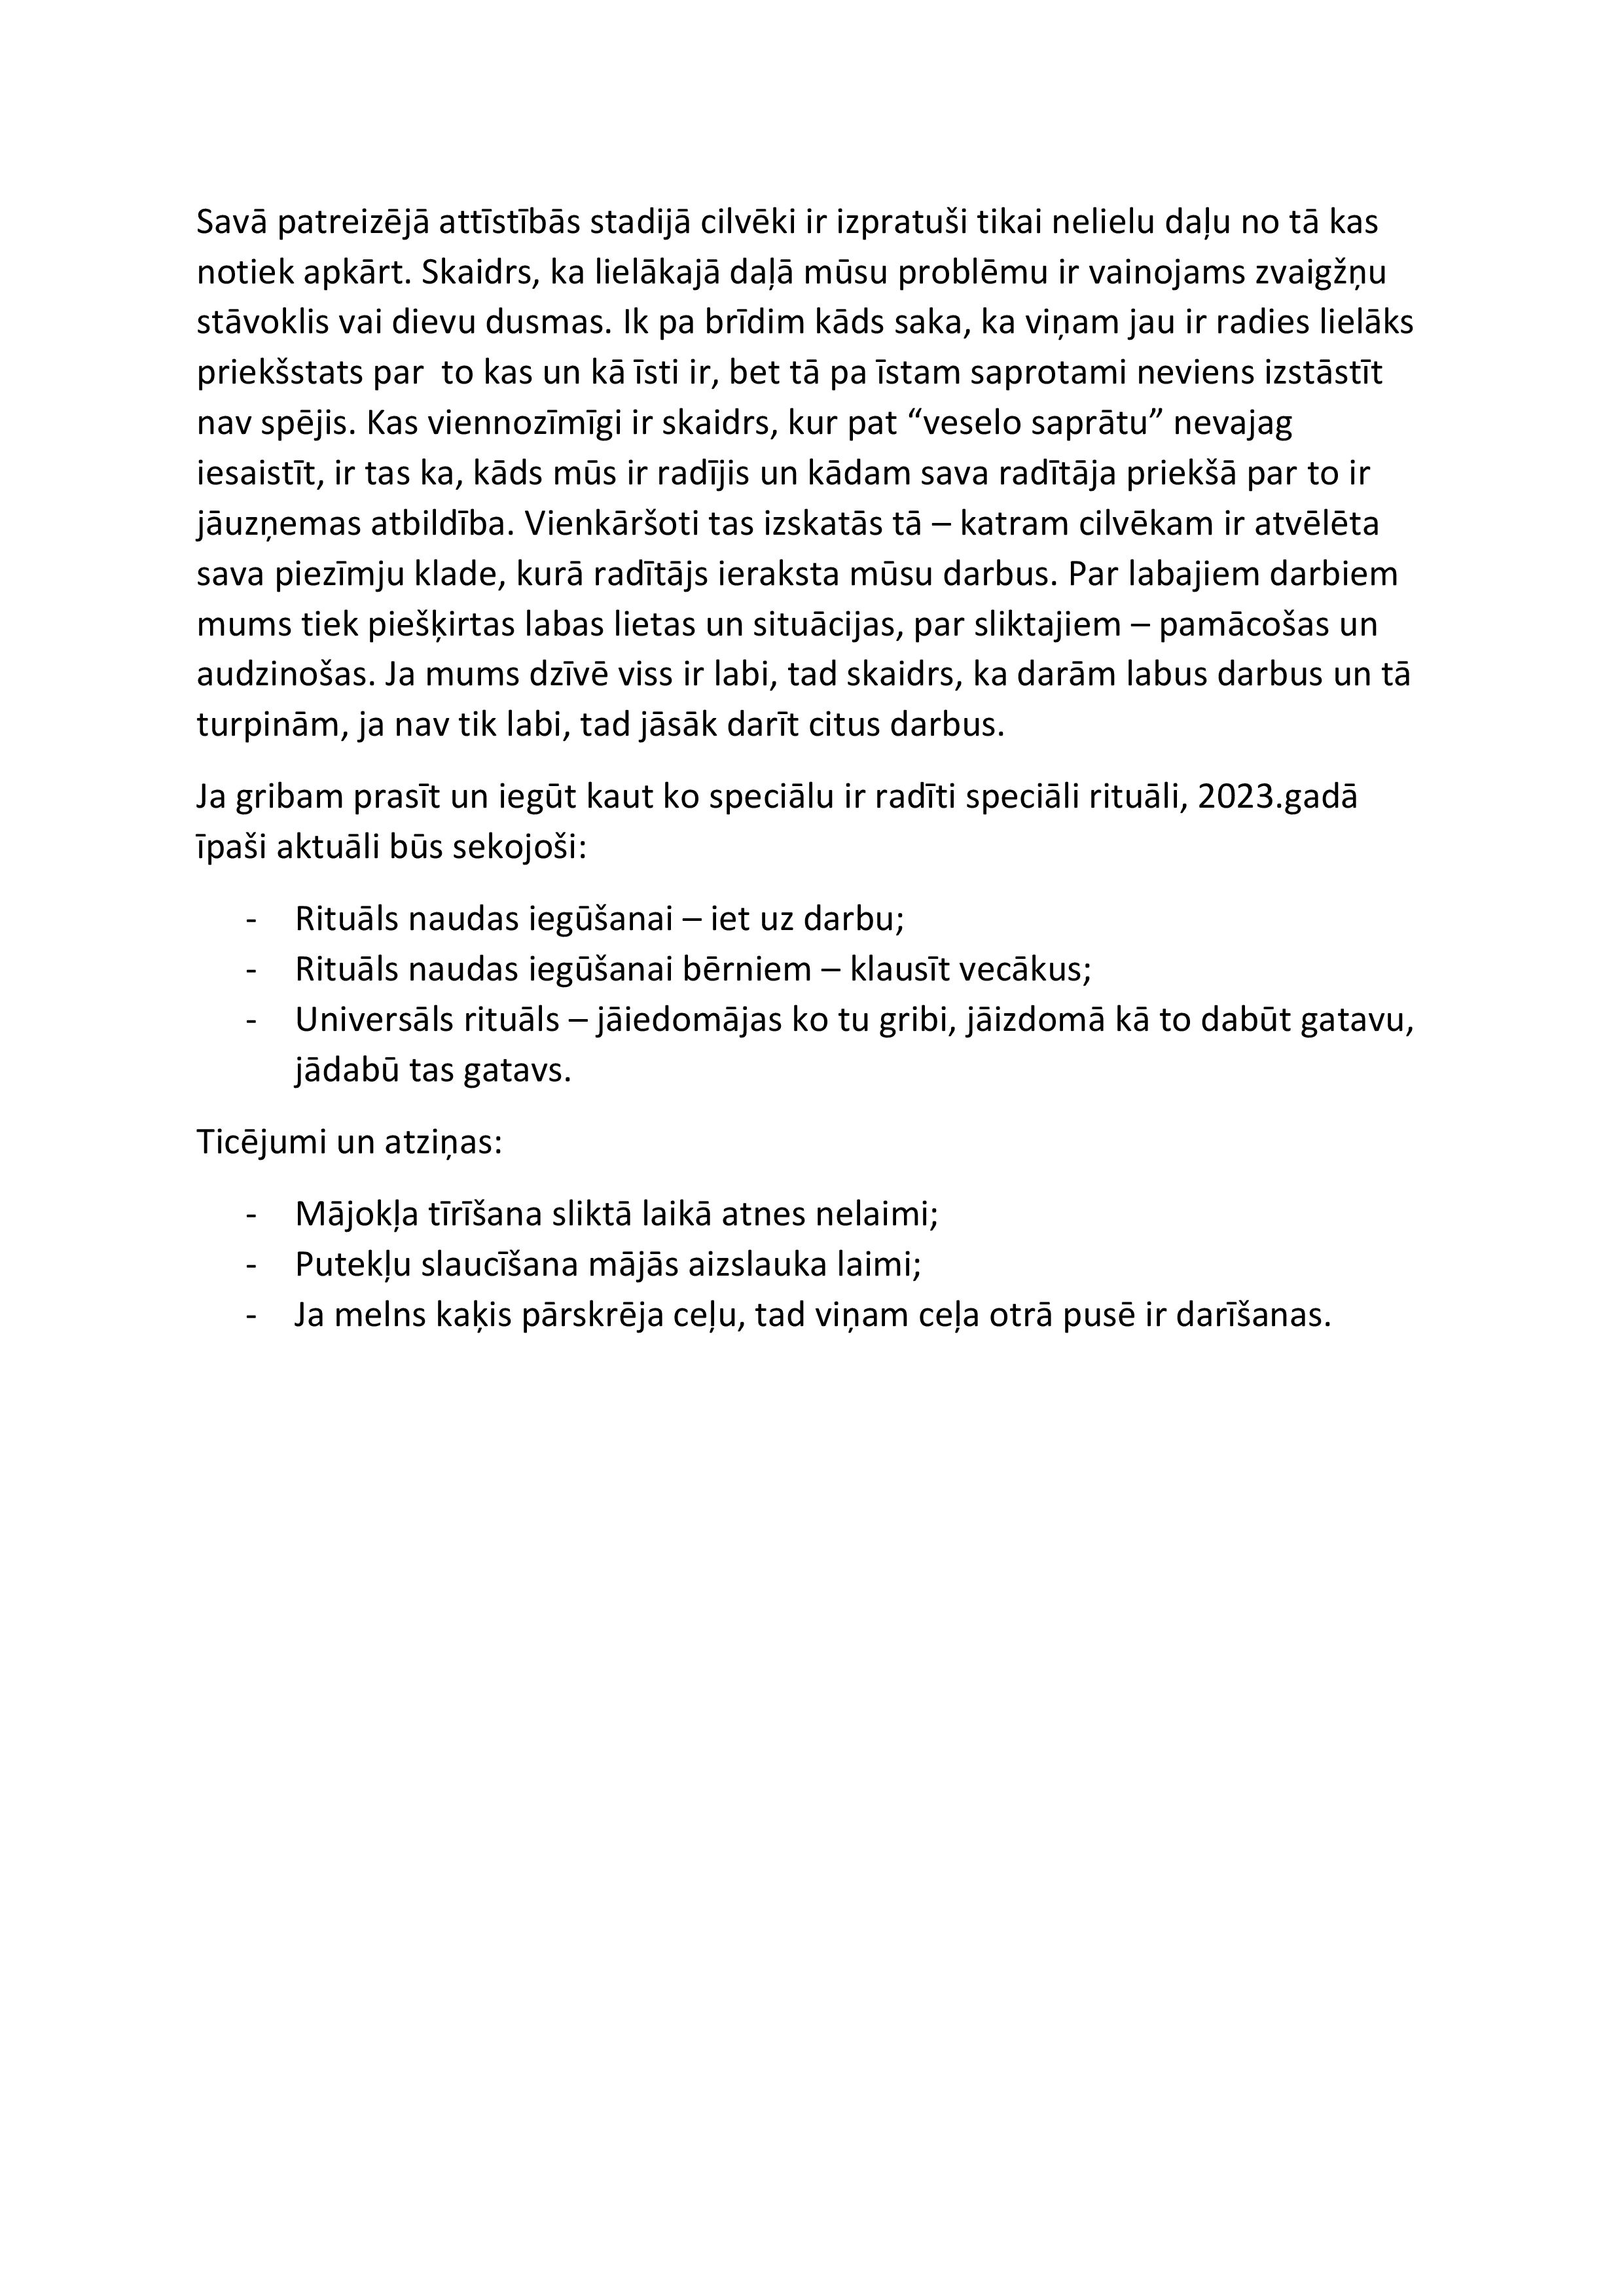 Savā patreizējā attīstībās stadijā cilvēki ir izpratuši tikai nelielu daļu no tā kas
notiek apkārt. Skaidrs, ka lielākajā daļā mūsu problēmu ir vainojams zvaigžņu
stāvoklis vai dievu dusmas. Ik pa brīdim kāds saka, ka viņam jau ir radies lielāks
priekšstats par  to kas un kā īsti ir, bet tā pa īstam saprotami neviens izstāstīt
nav spējis. Kas viennozīmīgi ir skaidrs, kur pat “veselo saprātu” nevajag
iesaistīt, ir tas ka, kāds mūs ir radījis un kādam sava radītāja priekšā par to ir
jāuzņemas atbildība. Vienkāršoti tas izskatās tā – katram cilvēkam ir atvēlēta
sava piezīmju klade, kurā radītājs ieraksta mūsu darbus. Par labajiem darbiem
mums tiek piešķirtas labas lietas un situācijas, par sliktajiem – pamācošas un
audzinošas. Ja mums dzīvē viss ir labi, tad skaidrs, ka darām labus darbus un tā
turpinām, ja nav tik labi, tad jāsāk darīt citus darbus.
Ja gribam prasīt un iegūt kaut ko speciālu ir radīti speciāli rituāli, 2023.gadā
īpaši aktuāli būs sekojoši:
- Rituāls naudas iegūšanai – iet uz darbu;
- Rituāls naudas iegūšanai bērniem – klausīt vecākus;
- Universāls rituāls – jāiedomājas ko tu gribi, jāizdomā kā to dabūt gatavu,
jādabū tas gatavs.
Ticējumi un atziņas:
- Mājokļa tīrīšana sliktā laikā atnes nelaimi;
- Putekļu slaucīšana mājās aizslauka laimi;
- Ja melns kaķis pārskrēja ceļu, tad viņam ceļa otrā pusē ir darīšanas.